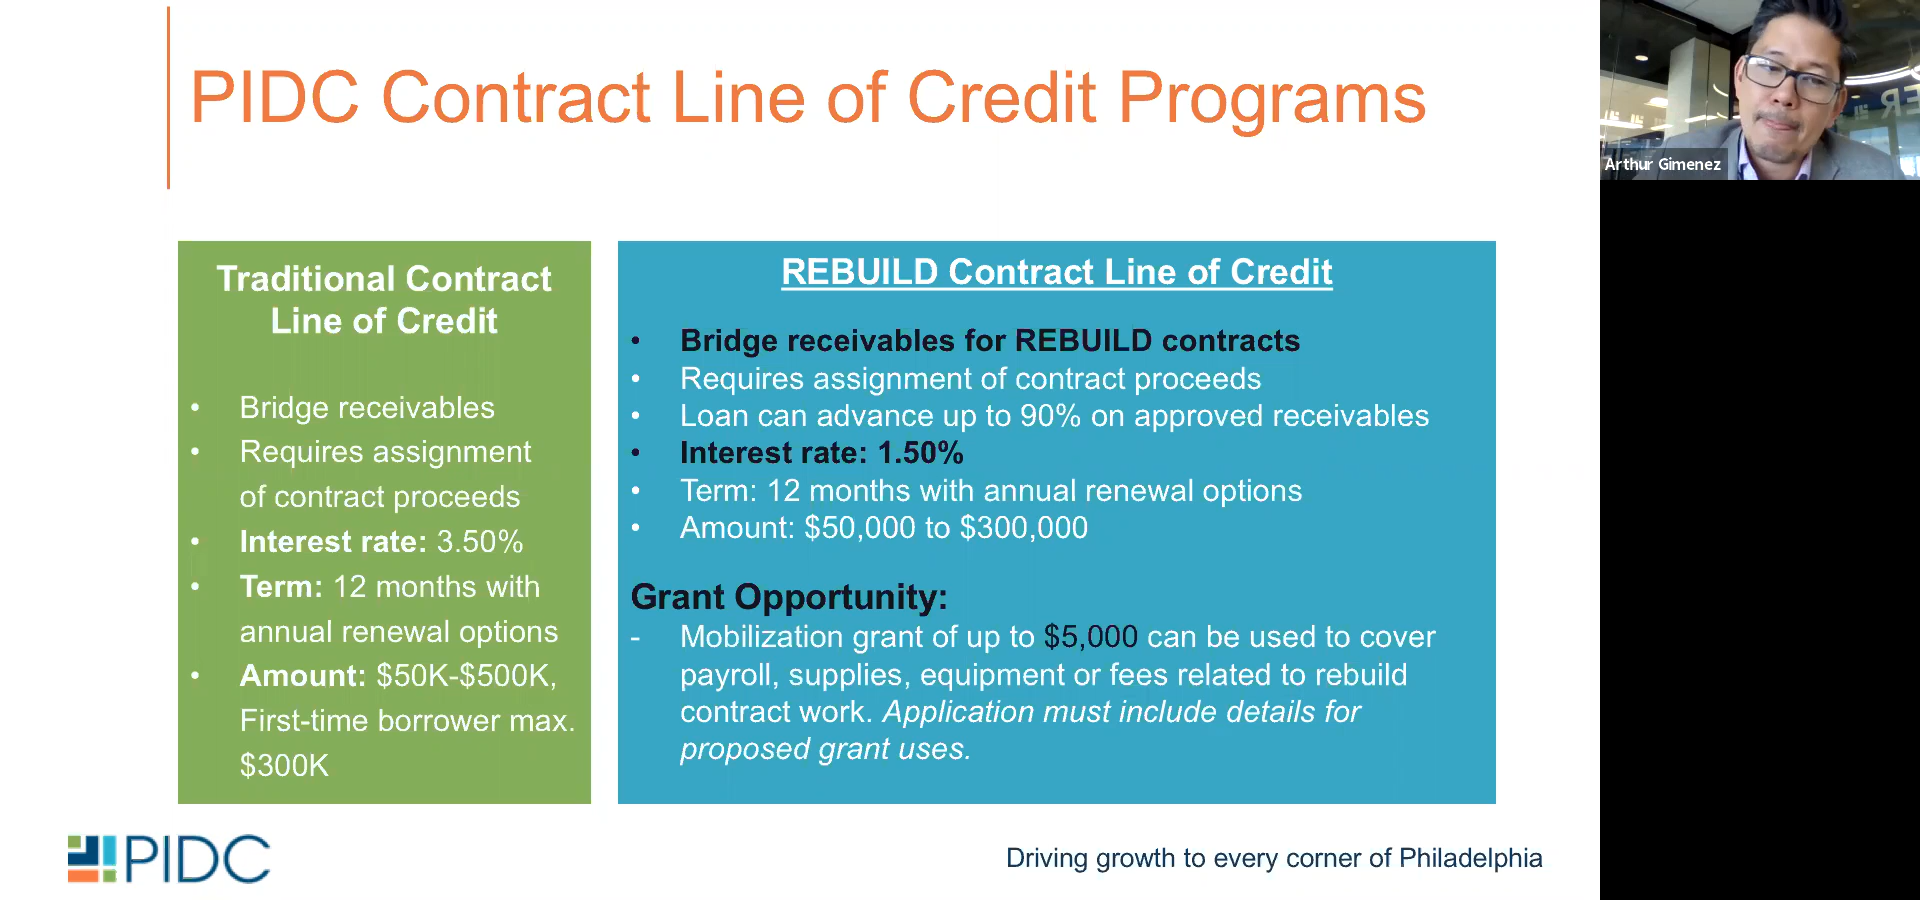 PIDC Contract Line of Credit Programs
Arthur Gimenez
Traditional Contract
Line of Credit
• Bridge receivables
• Requires assignment
of contract proceeds
• Interest rate: 3.50%
• Term: 12 months with
annual renewal options
• Amount: $50K-$500K,
First-time borrower max.
$300K
REBUILD Contract Line of Credit
• Bridge receivables for REBUILD contracts
• Requires assignment of contract proceeds
• Loan can advance up to 90% on approved receivables
• Interest rate: 1.50%
• Term: 12 months with annual renewal options
• Amount: $50,000 to $300,000
Grant Opportunity:
- Mobilization grant of up to $5,000 can be used to cover
payroll, supplies, equipment or fees related to rebuild
contract work. Application must include details for
proposed grant uses.
PIDC
Driving growth to every corner of Philadelphia